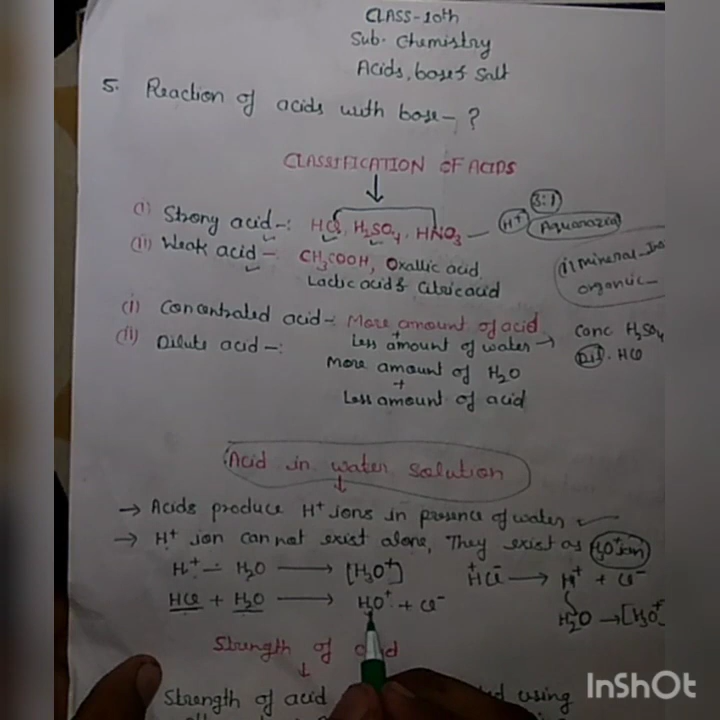 CLASS-10th
Sub- Chemistry
Acids, base & Salt
5. Reaction of acids with base - ?
CLASSIFICATION OF ACIDS
(i) Strong acid -: HCl, H₂SO₄, HNO₃ — H⁺ 3:1 Aquarazia
(ii) Weak acid - CH₃COOH, Oxallic acid
Lactic acid & Citric acid
(i) mineral -
organic -
(i) Concentrated acid -: More amount of acid
+
Less amount of water → conc H₂SO₄
(ii) Dilute acid -: More amount of H₂O
+
Less amount of acid
Dil. HCl
Acid in water solution
→ Acids produce H⁺ ions in presence of water
→ H⁺ ion can not exist alone, They exist as H₃O⁺ ion
H⁺ - H₂O → [H₃O⁺]
HCl + H₂O → H₃O⁺ + Cl⁻
H⁺Cl⁻ → H⁺ + Cl⁻
H₂O → [H₃O⁺
Strength of acid
Strength of acid using
InShOt